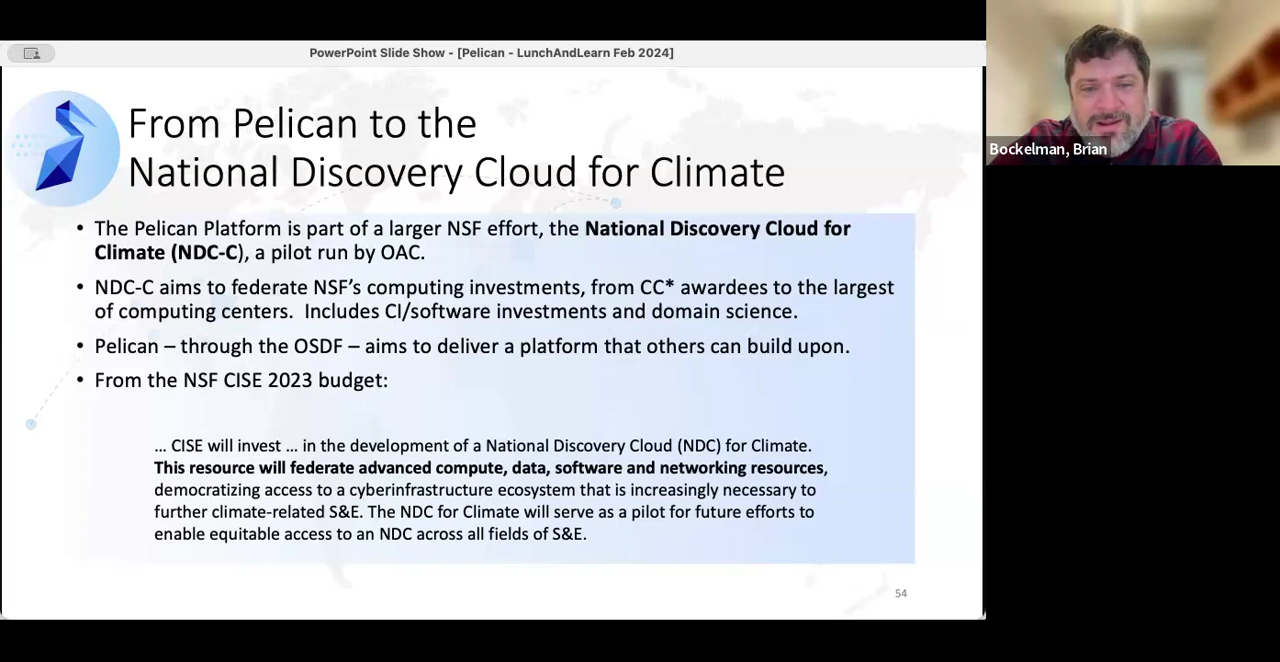 PowerPoint Slide Show - [Pelican - LunchAndLearn Feb 2024]
From Pelican to the
National Discovery Cloud for Climate
• The Pelican Platform is part of a larger NSF effort, the National Discovery Cloud for
Climate (NDC-C), a pilot run by OAC.
• NDC-C aims to federate NSF’s computing investments, from CC* awardees to the largest
of computing centers.  Includes CI/software investments and domain science.
• Pelican – through the OSDF – aims to deliver a platform that others can build upon.
• From the NSF CISE 2023 budget:
… CISE will invest … in the development of a National Discovery Cloud (NDC) for Climate.
This resource will federate advanced compute, data, software and networking resources,
democratizing access to a cyberinfrastructure ecosystem that is increasingly necessary to
further climate-related S&E. The NDC for Climate will serve as a pilot for future efforts to
enable equitable access to an NDC across all fields of S&E.
54
Bockelman, Brian